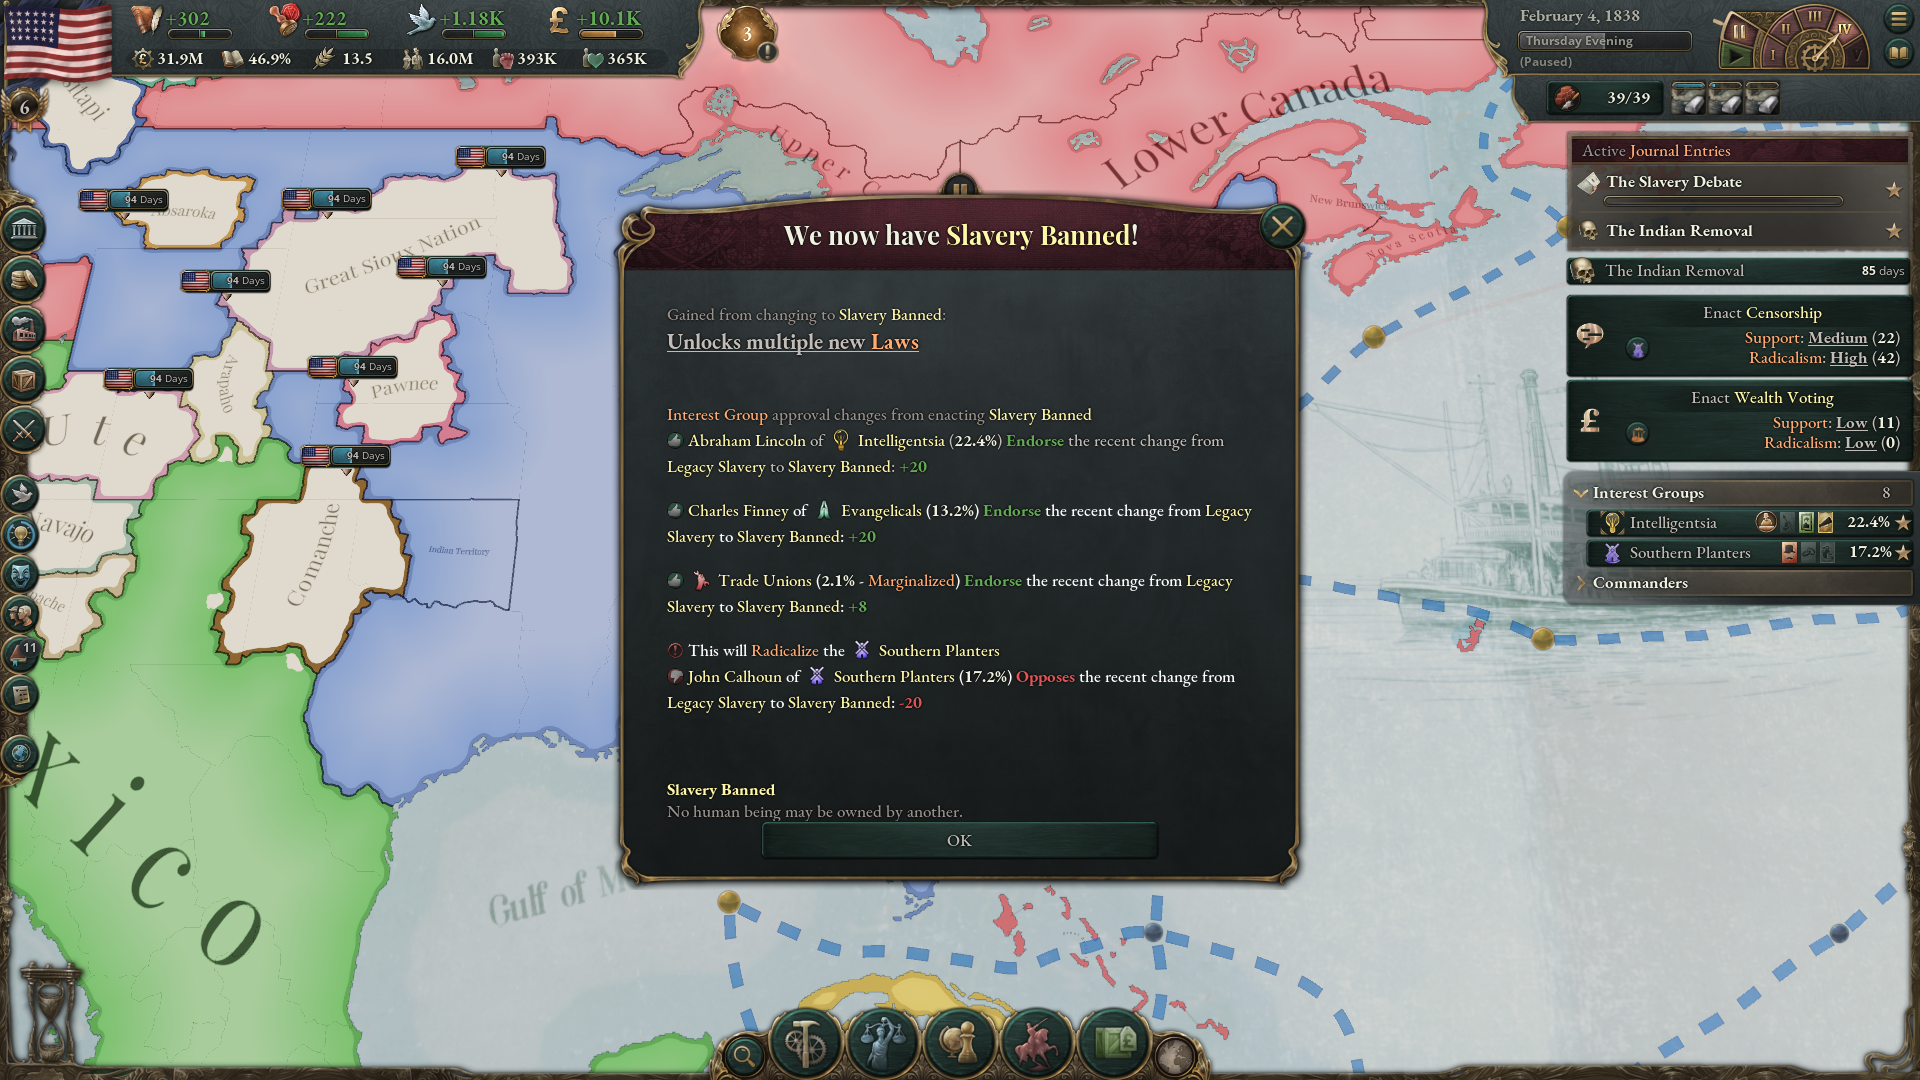 +302
+222
+1.18K
+10.1K
31.9M
46.9%
13.5
16.0M
393K
365K
3
February 4, 1838
Thursday Evening
(Paused)
I
II
III
IV
V
39/39
6
Upper C
Lower Canada
New Brunswick
Nova Scotia
94 Days
94 Days
94 Days
94 Days
94 Days
94 Days
94 Days
94 Days
Absaroka
Great Sioux Nation
Arapaho
Pawnee
Ute
Navajo
Comanche
Indian Territory
xico
Gulf of M
11
Active Journal Entries
The Slavery Debate
The Indian Removal
The Indian Removal
85 days
Enact Censorship
Support: Medium (22)
Radicalism: High (42)
Enact Wealth Voting
Support: Low (11)
Radicalism: Low (0)
Interest Groups
8
Intelligentsia
22.4%
Southern Planters
17.2%
Commanders
We now have Slavery Banned!
Gained from changing to Slavery Banned:
Unlocks multiple new Laws
Interest Group approval changes from enacting Slavery Banned
Abraham Lincoln of Intelligentsia (22.4%) Endorse the recent change from
Legacy Slavery to Slavery Banned: +20
Charles Finney of Evangelicals (13.2%) Endorse the recent change from Legacy
Slavery to Slavery Banned: +20
Trade Unions (2.1% - Marginalized) Endorse the recent change from Legacy
Slavery to Slavery Banned: +8
This will Radicalize the Southern Planters
John Calhoun of Southern Planters (17.2%) Opposes the recent change from
Legacy Slavery to Slavery Banned: -20
Slavery Banned
No human being may be owned by another.
OK